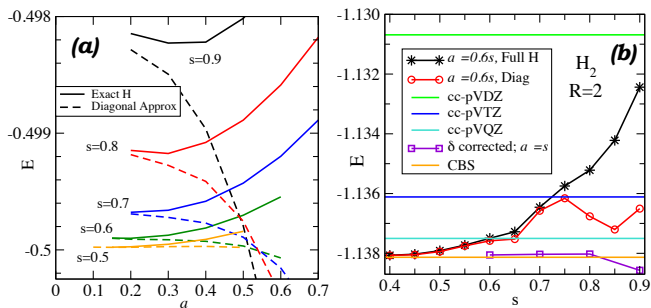 -0.498
-0.499
-0.5
E
(a)
s=0.9
Exact H
Diagonal Approx
s=0.8
s=0.7
s=0.6
s=0.5
0 0.1 0.2 0.3 0.4 0.5 0.6 0.7
a
-1.130
-1.132
-1.134
-1.136
-1.138
E
(b)
H2
R=2
a =0.6s, Full H
a =0.6s, Diag
cc-pVDZ
cc-pVTZ
cc-pVQZ
δ corrected; a =s
CBS
0.4 0.5 0.6 0.7 0.8 0.9
s